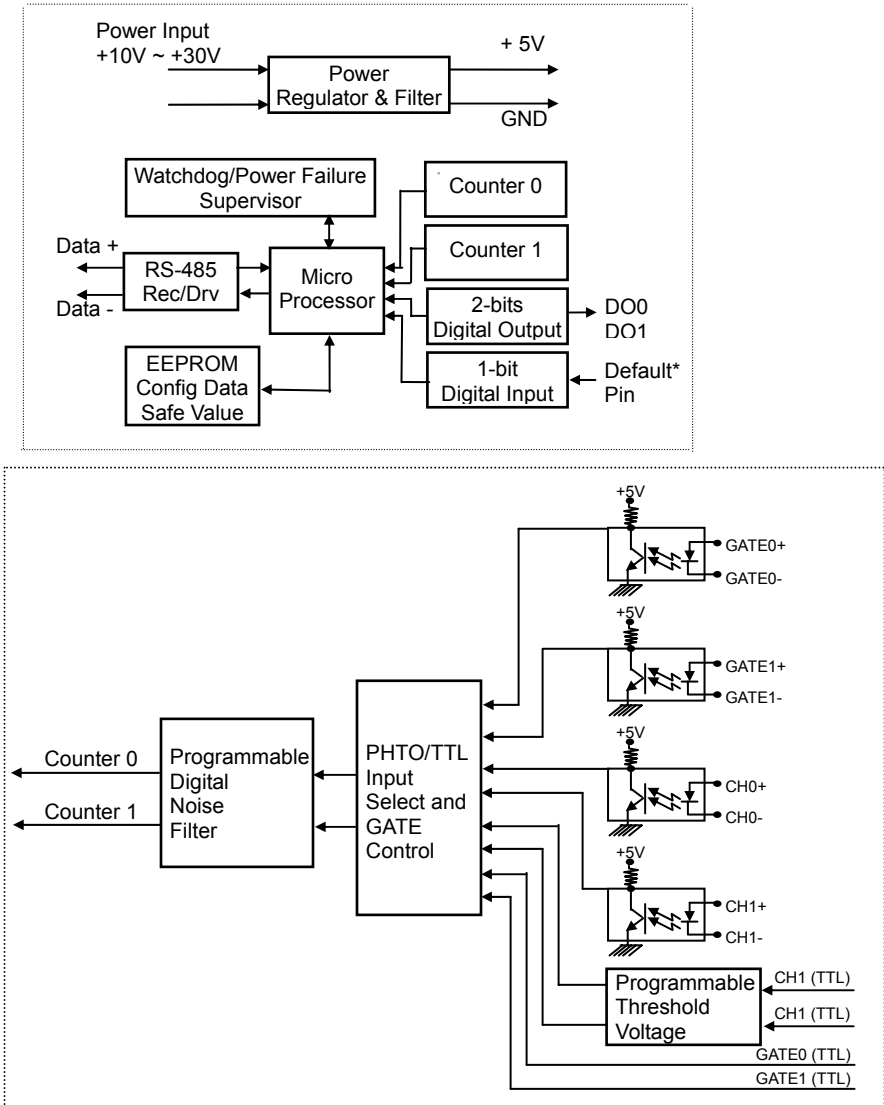 Power Input
+10V ~ +30V
+ 5V
Power
Regulator & Filter
GND
Watchdog/Power Failure
Supervisor
Counter 0
Counter 1
Data +
RS-485
Rec/Drv
Data -
Micro
Processor
2-bits
Digital Output
DO0
DO1
EEPROM
Config Data
Safe Value
1-bit
Digital Input
Default*
Pin
+5V
GATE0+
GATE0-
+5V
GATE1+
GATE1-
+5V
CH0+
CH0-
+5V
CH1+
CH1-
Counter 0
Counter 1
Programmable
Digital
Noise
Filter
PHTO/TTL
Input
Select and
GATE
Control
Programmable
Threshold
Voltage
CH1 (TTL)
CH1 (TTL)
GATE0 (TTL)
GATE1 (TTL)